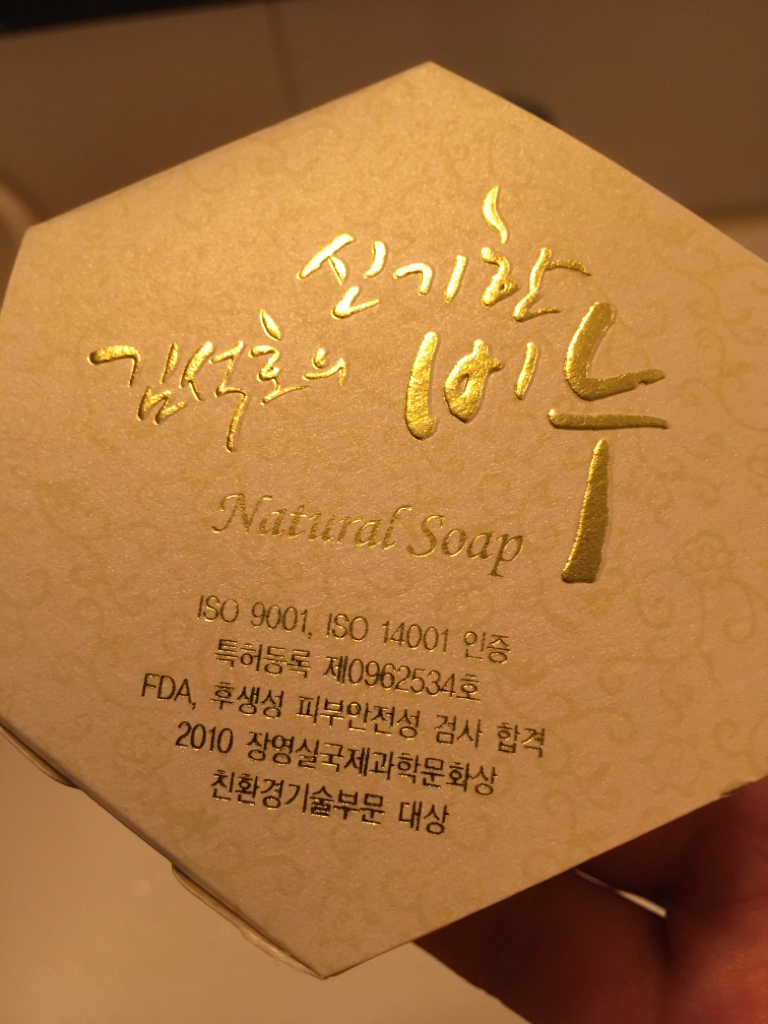 김석호의 신기한 비누
Natural Soap
ISO 9001, ISO 14001 인증
특허등록 제0962534호
FDA, 후생성 피부안전성 검사 합격
2010 장영실국제과학문화상
친환경기술부문 대상